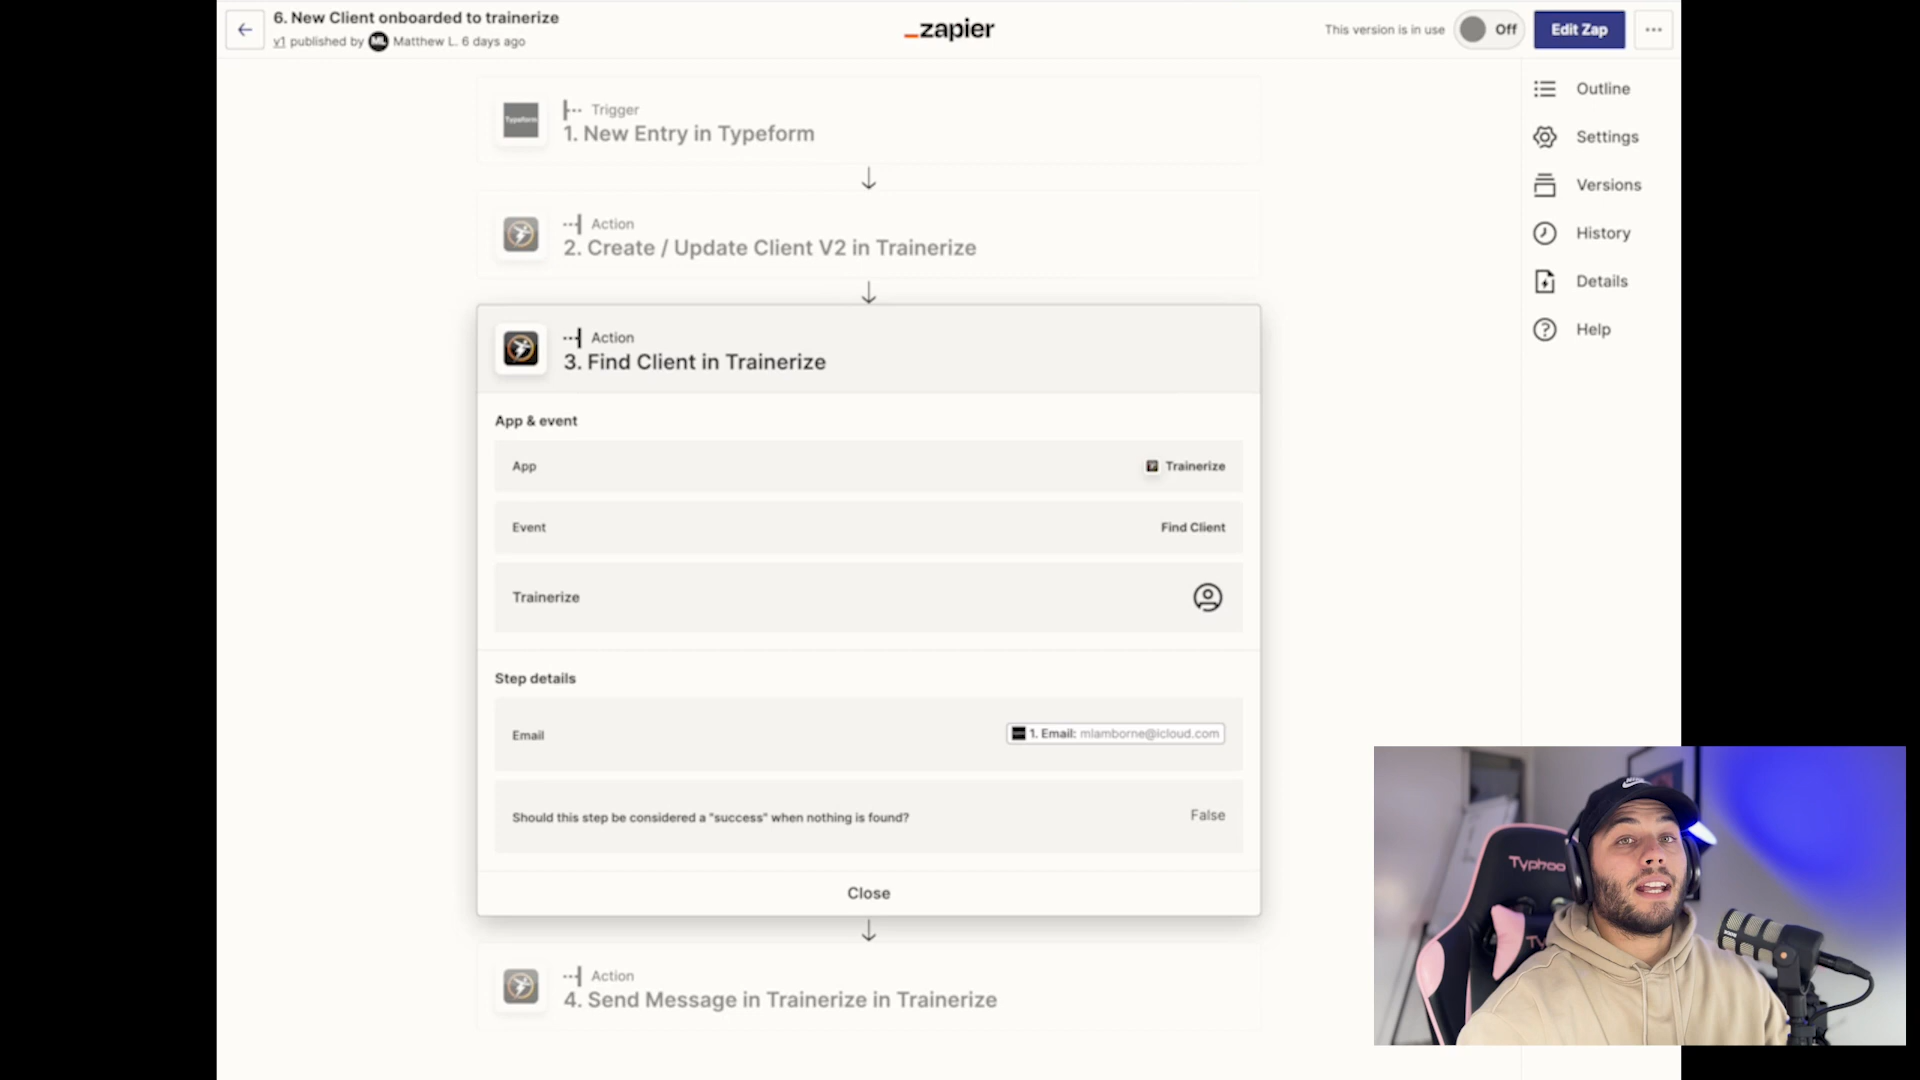 6. New Client onboarded to trainerize
v1 published by ML Matthew L. 6 days ago
_zapier
This version is in use
Off
Edit Zap
Outline
Settings
Versions
History
Details
Help
Typeform
Trigger
1. New Entry in Typeform
Action
2. Create / Update Client V2 in Trainerize
Action
3. Find Client in Trainerize
App & event
App
Trainerize
Event
Find Client
Trainerize
Step details
Email
1. Email: mlamborne@icloud.com
Should this step be considered a "success" when nothing is found?
False
Close
Action
4. Send Message in Trainerize in Trainerize
Typhoo